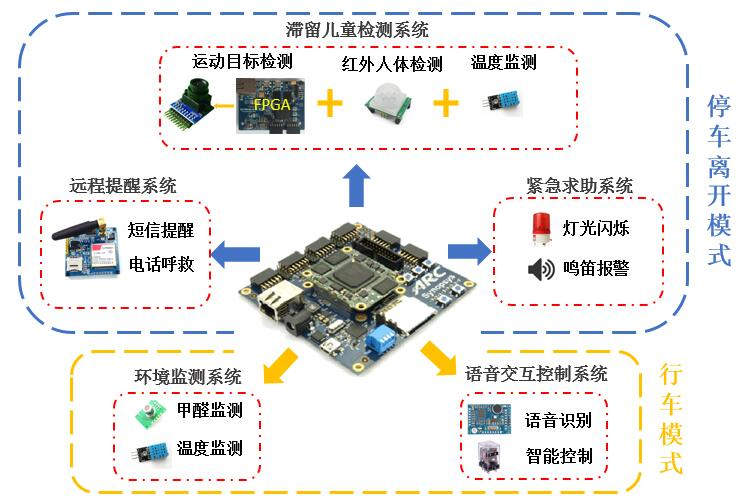 滞留儿童检测系统
运动目标检测
红外人体检测
温度监测
FPGA
停车离开模式
远程提醒系统
短信提醒
电话呼救
紧急求助系统
灯光闪烁
鸣笛报警
ARC
Synopsys
环境监测系统
甲醛监测
温度监测
语音交互控制系统
语音识别
智能控制
行车模式